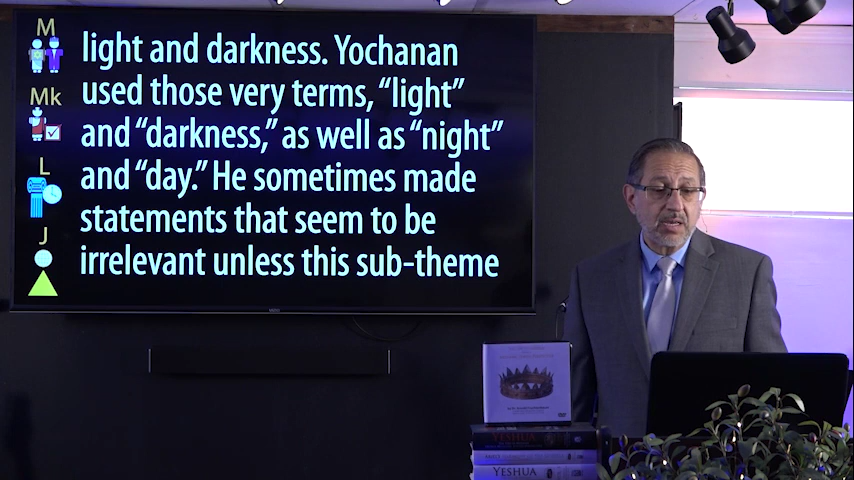 M
Mk
L
J
light and darkness. Yochanan
used those very terms, “light”
and “darkness,” as well as “night”
and “day.” He sometimes made
statements that seem to be
irrelevant unless this sub-theme
YESHUA
YESHUA